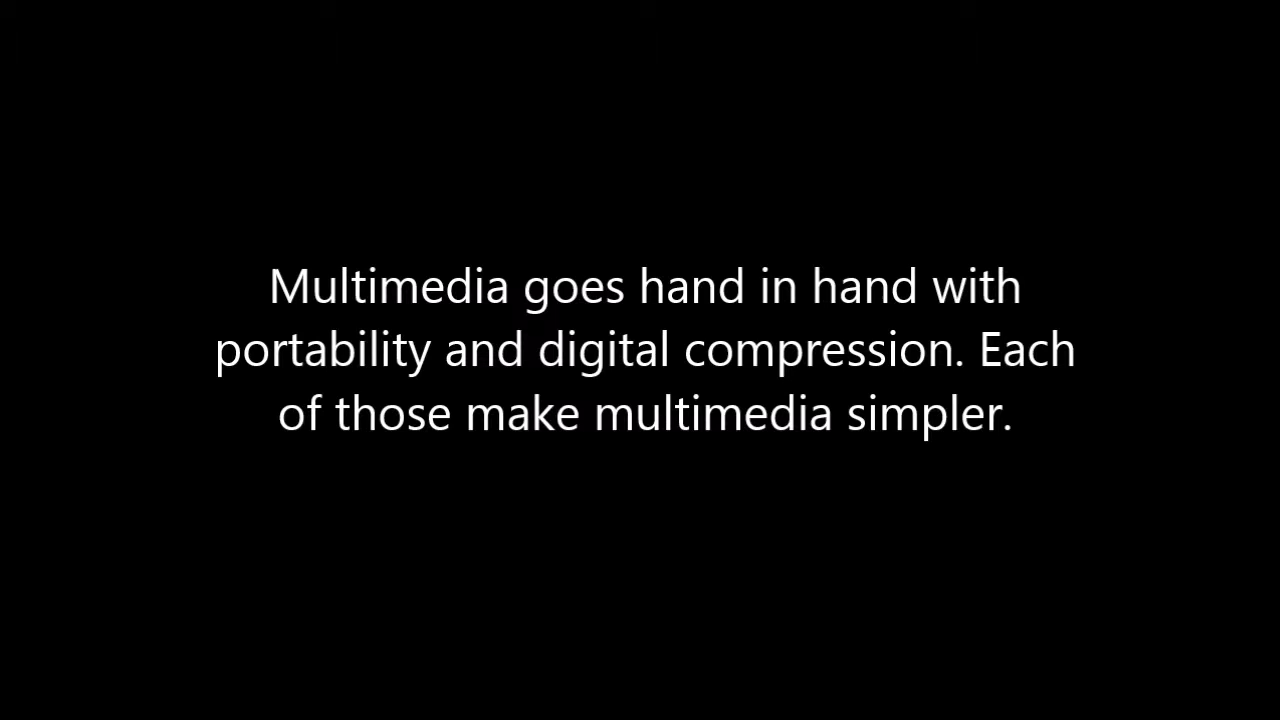 Multimedia goes hand in hand with
portability and digital compression. Each
of those make multimedia simpler.